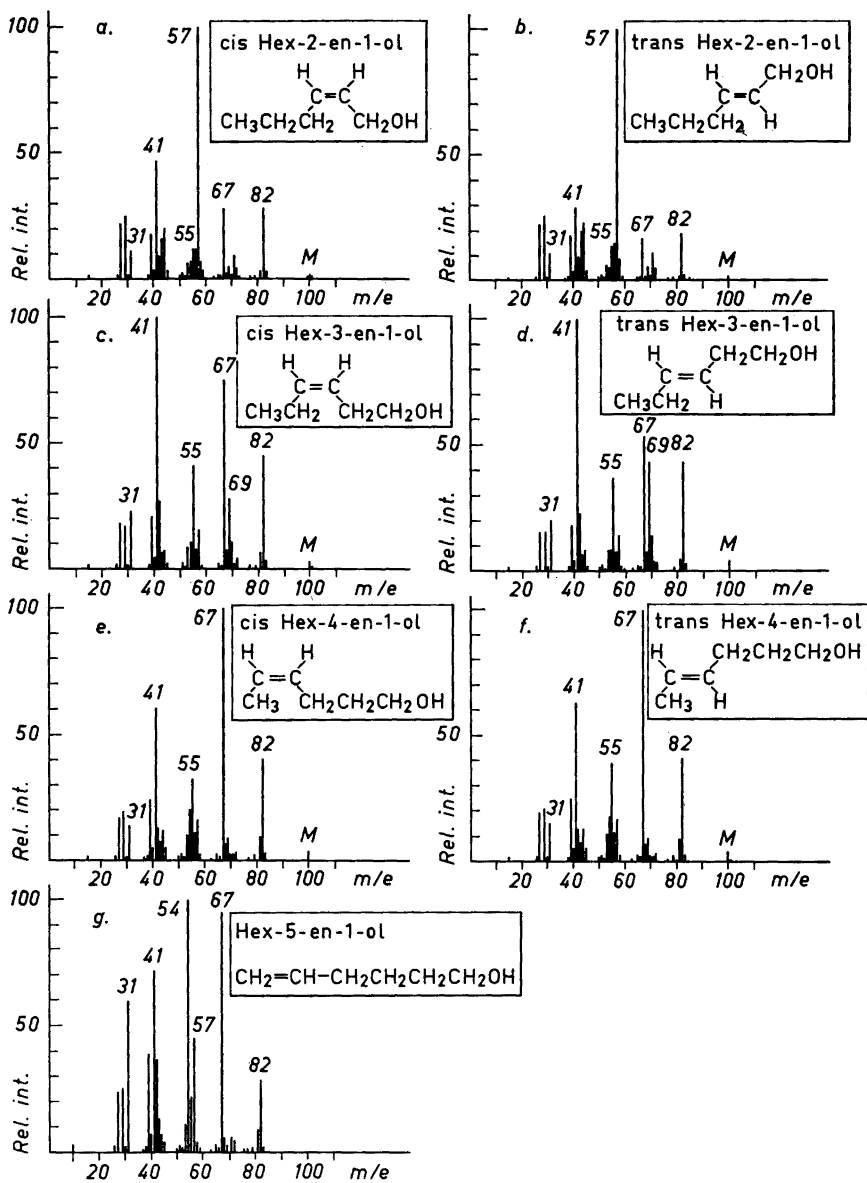 a.
57
cis Hex-2-en-1-ol
H H
C=C
CH3CH2CH2 CH2OH
100
50
Rel. int.
31
41
55
67
82
M
20 40 60 80 100 m/e
b.
57
trans Hex-2-en-1-ol
H CH2OH
C=C
CH3CH2CH2 H
50
Rel. int.
31
41
55
67
82
M
20 40 60 80 100 m/e
c.
41
cis Hex-3-en-1-ol
H H
C=C
CH3CH2 CH2CH2OH
100
50
Rel. int.
31
55
67
69
82
M
20 40 60 80 100 m/e
d.
41
trans Hex-3-en-1-ol
H CH2CH2OH
C=C
CH3CH2 H
50
Rel. int.
31
55
67
69
82
M
20 40 60 80 100 m/e
e.
67
cis Hex-4-en-1-ol
H H
C=C
CH3 CH2CH2CH2OH
100
50
Rel. int.
31
41
55
82
M
20 40 60 80 100 m/e
f.
67
trans Hex-4-en-1-ol
H CH2CH2CH2OH
C=C
CH3 H
50
Rel. int.
31
41
55
82
M
20 40 60 80 100 m/e
g.
54
67
Hex-5-en-1-ol
CH2=CH-CH2CH2CH2CH2OH
100
50
Rel. int.
31
41
57
82
20 40 60 80 100 m/e